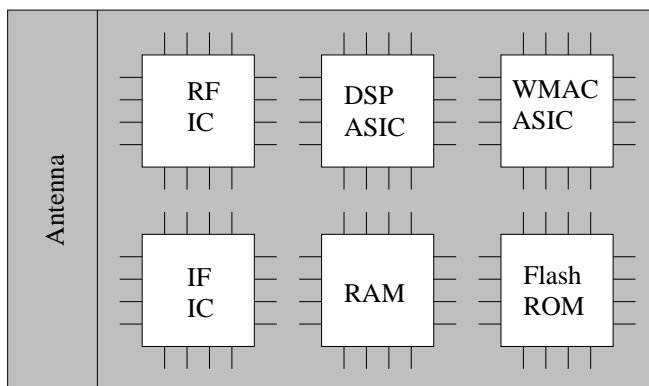 Antenna
RF
IC
DSP
ASIC
WMAC
ASIC
IF
IC
RAM
Flash
ROM